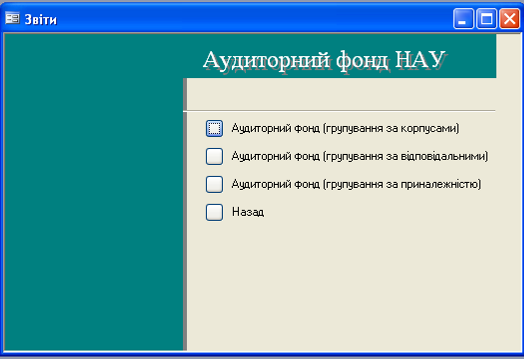 Звіти
Аудиторний фонд НАУ
Аудиторний фонд (групування за корпусами)
Аудиторний фонд (групування за відповідальними)
Аудиторний фонд (групування за приналежністю)
Назад